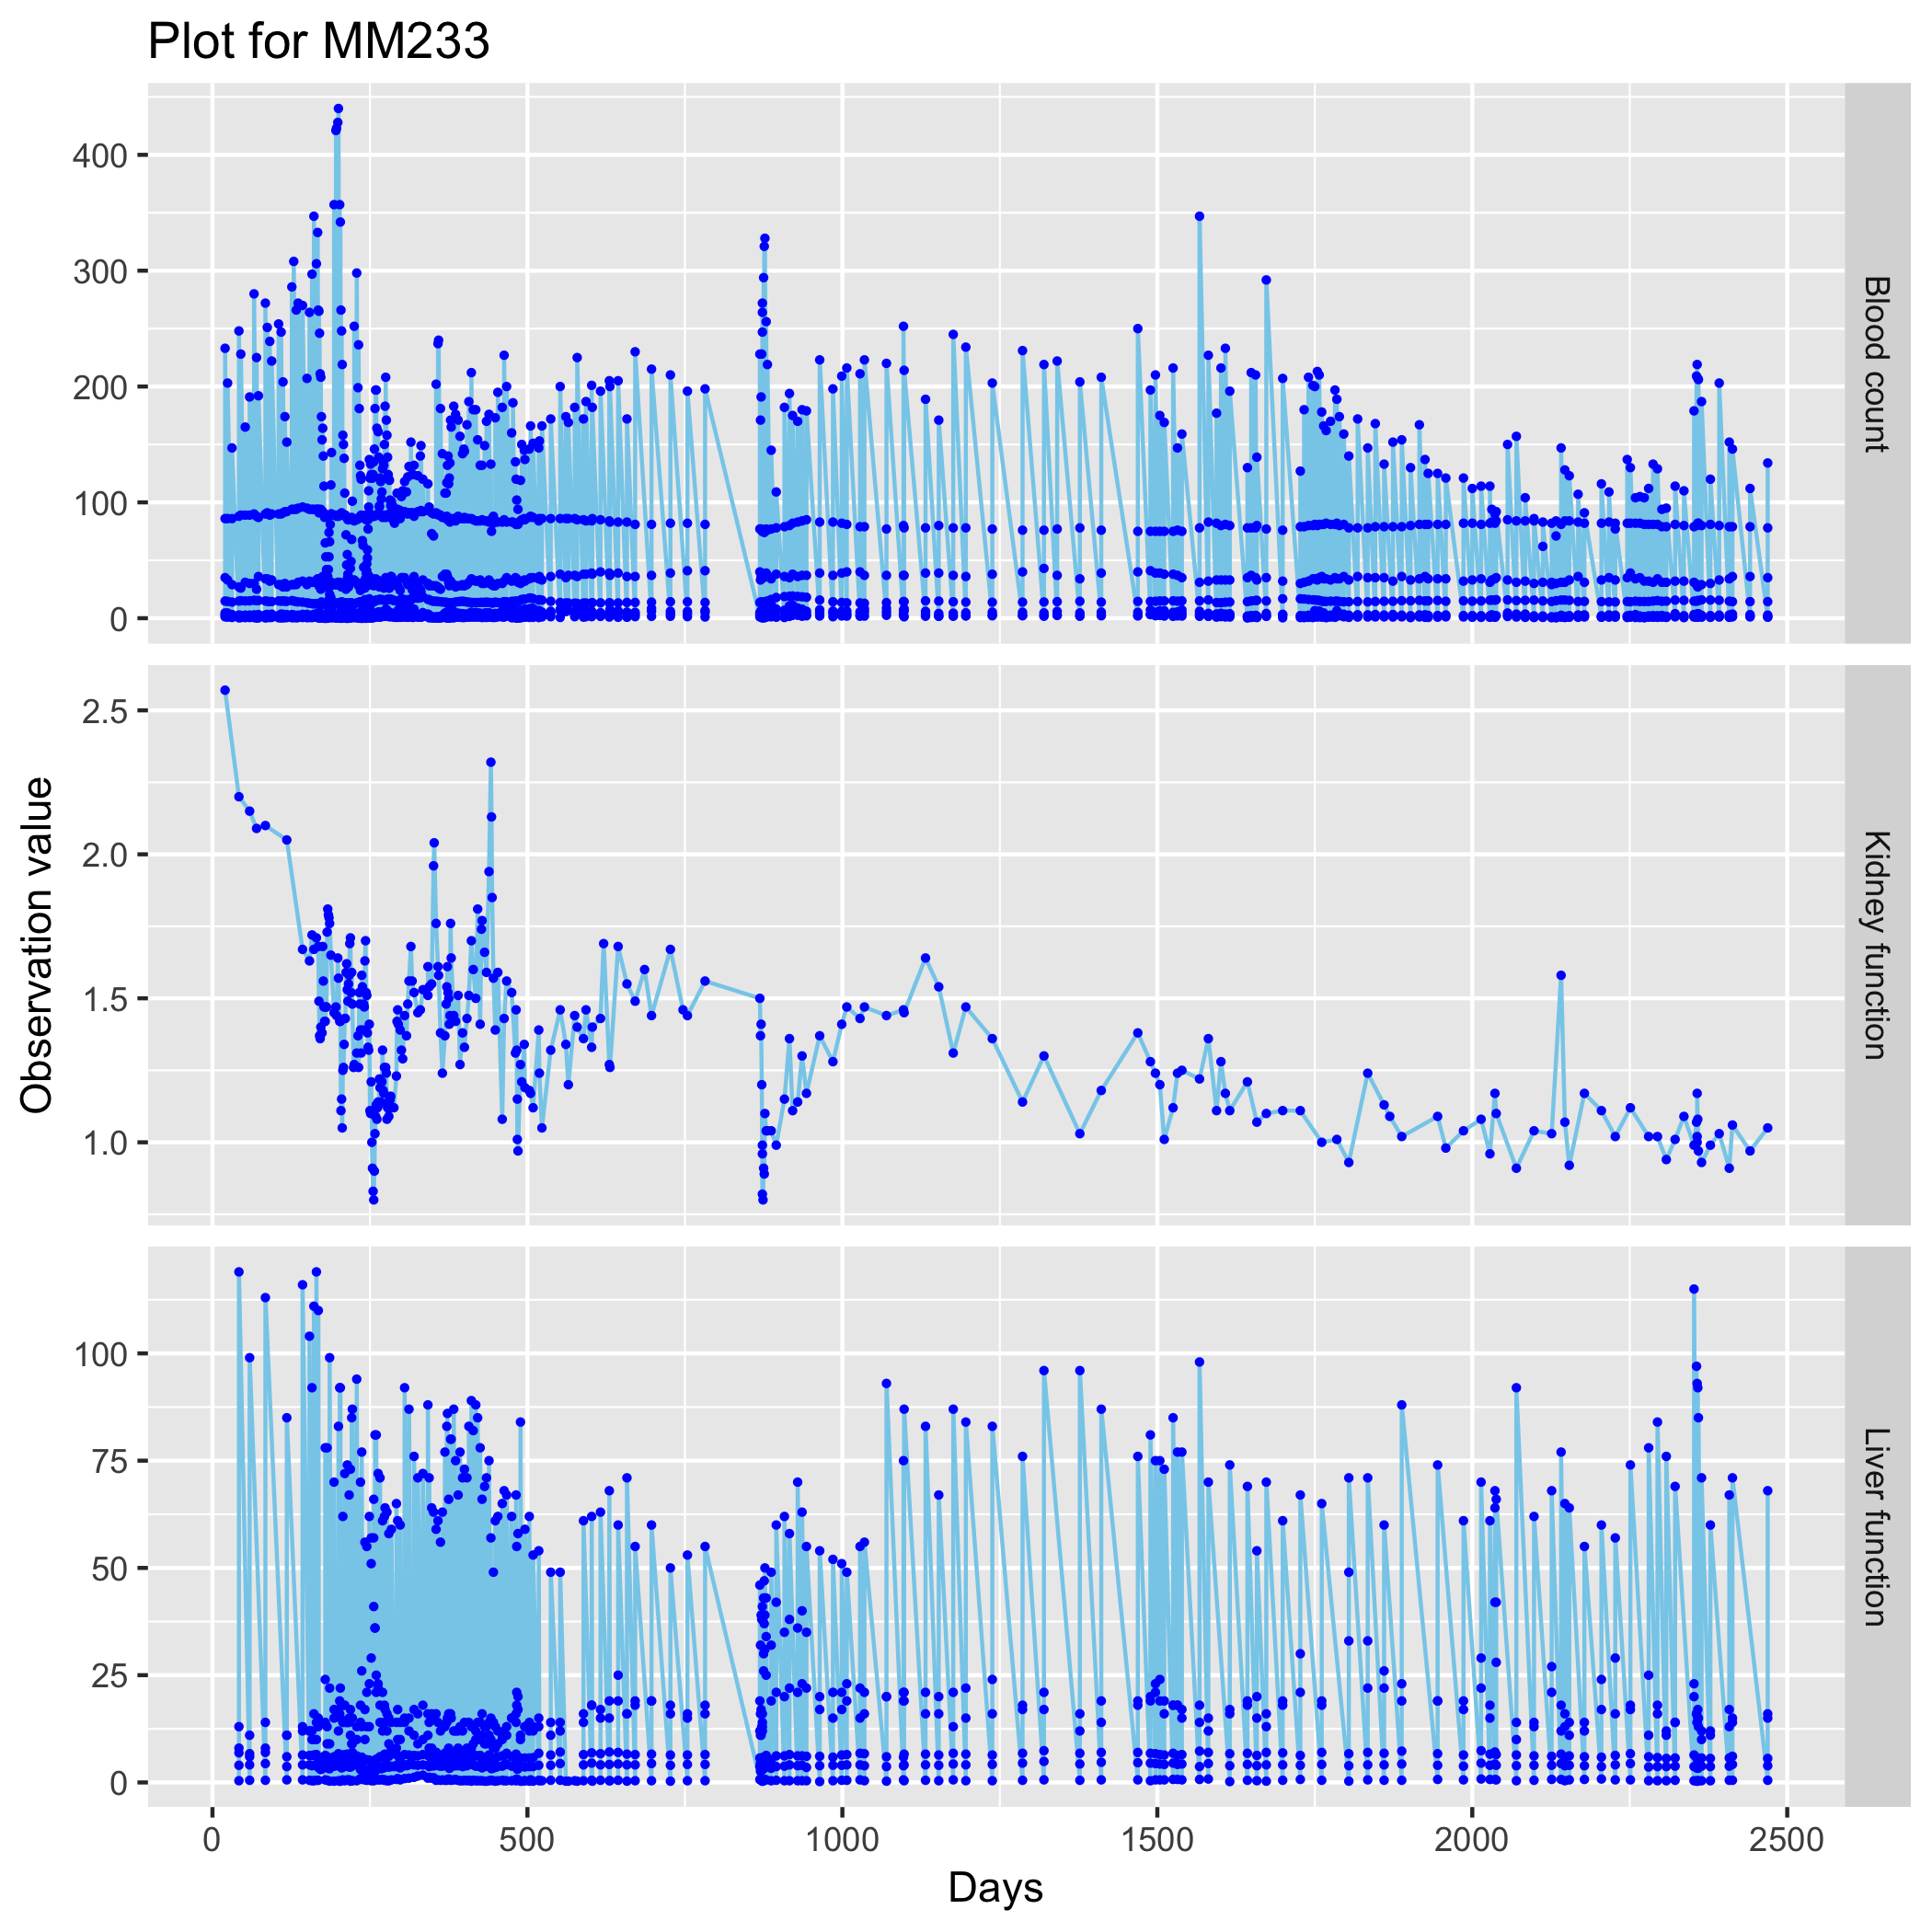 Plot for MM233
400
300
200
100
0
Blood count
2.5
2.0
1.5
1.0
Kidney function
Observation value
100
75
50
25
0
Liver function
0 500 1000 1500 2000 2500
Days